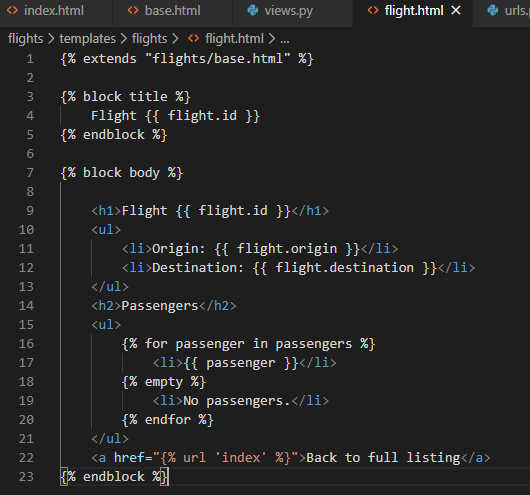 index.html base.html views.py flight.html × urls.p
flights > templates > flights > flight.html > ...
1 {% extends "flights/base.html" %}
2
3 {% block title %}
4 Flight {{ flight.id }}
5 {% endblock %}
6
7 {% block body %}
8
9 <h1>Flight {{ flight.id }}</h1>
10 <ul>
11 <li>Origin: {{ flight.origin }}</li>
12 <li>Destination: {{ flight.destination }}</li>
13 </ul>
14 <h2>Passengers</h2>
15 <ul>
16 {% for passenger in passengers %}
17 <li>{{ passenger }}</li>
18 {% empty %}
19 <li>No passengers.</li>
20 {% endfor %}
21 </ul>
22 <a href="{% url 'index' %}">Back to full listing</a>
23 {% endblock %}